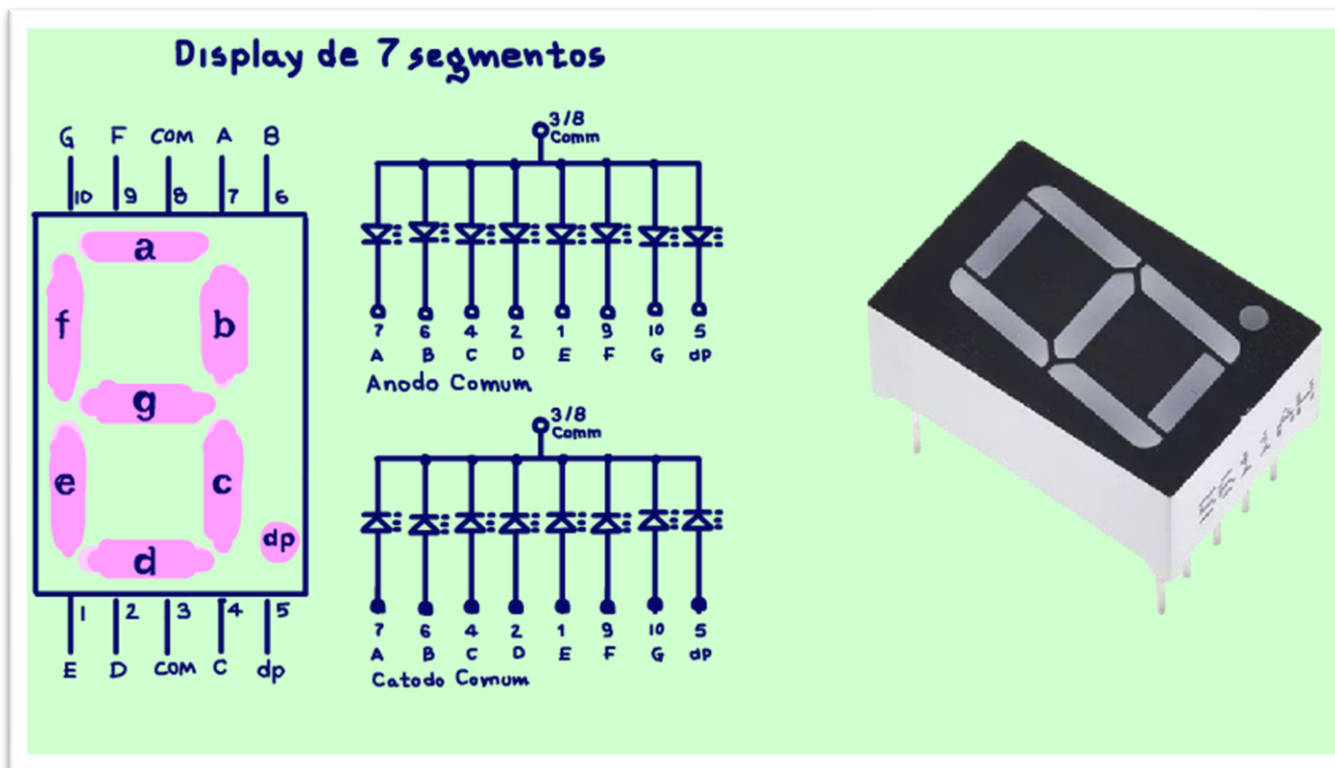 Display de 7 segmentos
G F COM A B
10 9 8 7 6
a
f b
g
e c
d dp
1 2 3 4 5
E D COM C dp
3/8
Comm
7 6 4 2 1 9 10 5
A B C D E F G dp
Anodo Comum
3/8
Comm
7 6 4 2 1 9 10 5
A B C D E F G dp
Catodo Comum